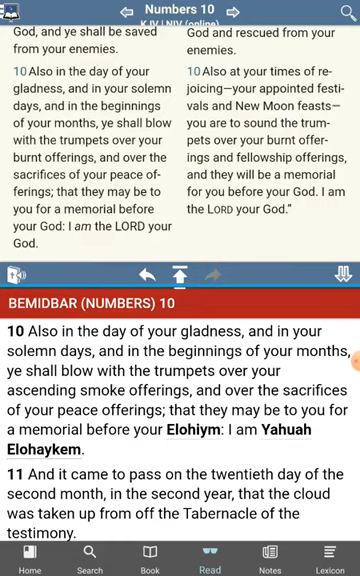 Numbers 10
KJV | NIV (online)
God, and ye shall be saved
from your enemies.
10 Also in the day of your
gladness, and in your solemn
days, and in the beginnings
of your months, ye shall blow
with the trumpets over your
burnt offerings, and over the
sacrifices of your peace of-
ferings; that they may be to
you for a memorial before
your God: I am the LORD your
God.
God and rescued from your
enemies.
10 Also at your times of re-
joicing—your appointed festi-
vals and New Moon feasts—
you are to sound the trum-
pets over your burnt offer-
ings and fellowship offerings,
and they will be a memorial
for you before your God. I am
the LORD your God.”
BEMIDBAR (NUMBERS) 10
10 Also in the day of your gladness, and in your
solemn days, and in the beginnings of your months,
ye shall blow with the trumpets over your
ascending smoke offerings, and over the sacrifices
of your peace offerings; that they may be to you for
a memorial before your Elohiym: I am Yahuah
Elohaykem.
11 And it came to pass on the twentieth day of the
second month, in the second year, that the cloud
was taken up from off the Tabernacle of the
testimony.
Home Search Book Read Notes Lexicon